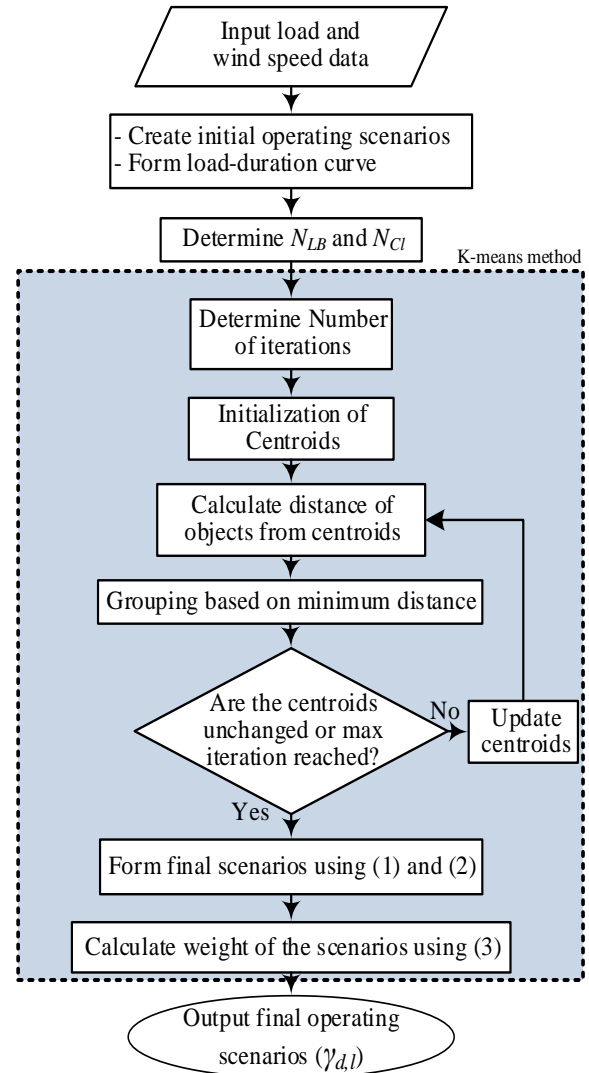 Input load and
wind speed data
- Create initial operating scenarios
- Form load-duration curve
Determine N_LB and N_Cl
K-means method
Determine Number
of iterations
Initialization of
Centroids
Calculate distance of
objects from centroids
Grouping based on minimum distance
Are the centroids
unchanged or max
iteration reached?
No
Update
centroids
Yes
Form final scenarios using (1) and (2)
Calculate weight of the scenarios using (3)
Output final operating
scenarios (γ_d,l)